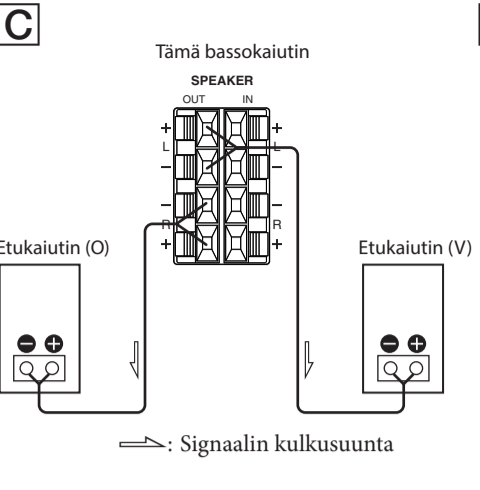 C
Tämä bassokaiutin
SPEAKER
OUT IN
+ +
L L
− −
− −
R R
+ +
Etukaiutin (O) Etukaiutin (V)
− + − +
: Signaalin kulkusuunta